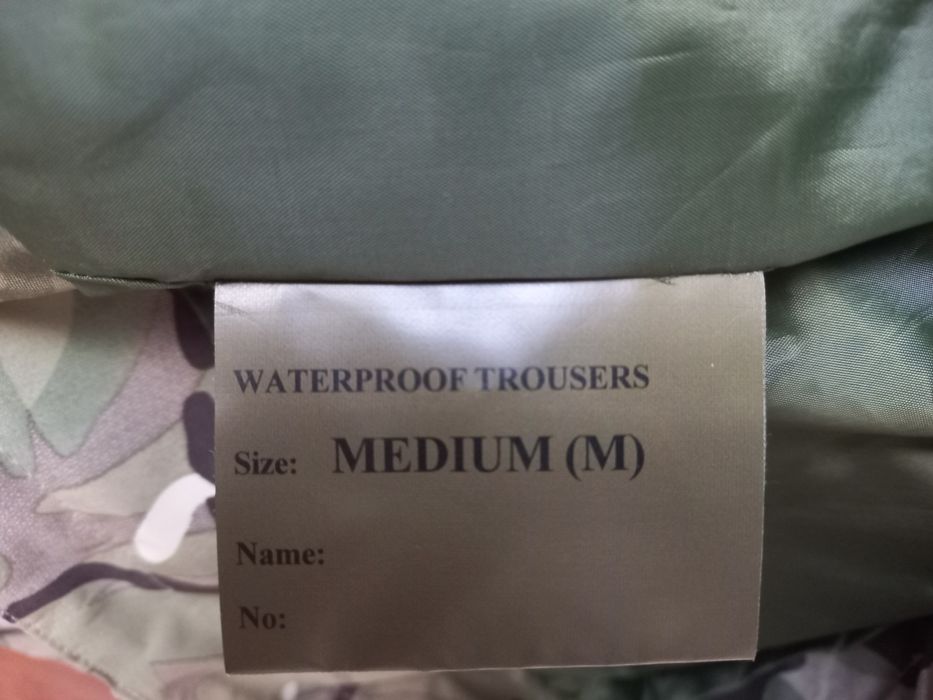 WATERPROOF TROUSERS
Size: MEDIUM (M)
Name:
No: